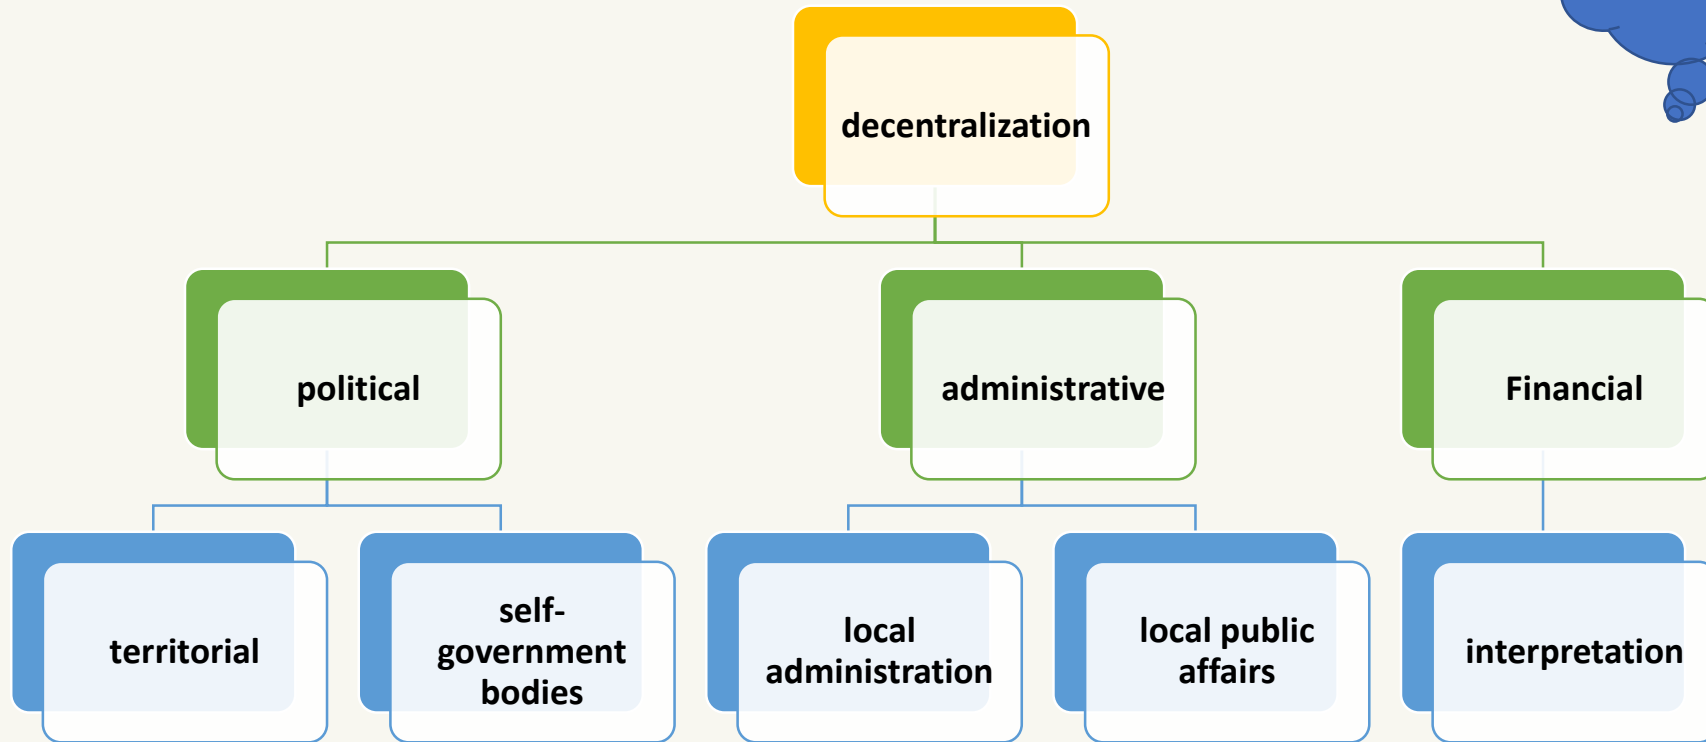 decentralization
political
administrative
Financial
territorial
self-
government
bodies
local
administration
local public
affairs
interpretation